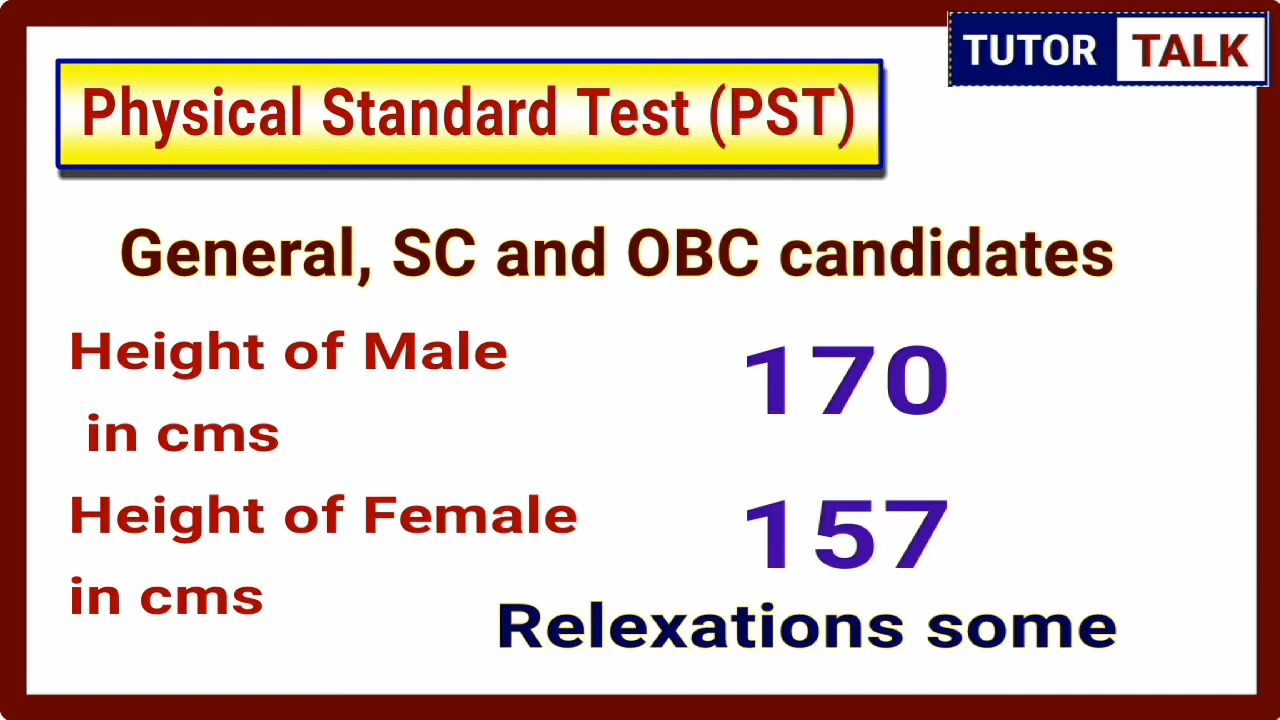 TUTOR TALK
Physical Standard Test (PST)
General, SC and OBC candidates
Height of Male
in cms
170
Height of Female
in cms
157
Relexations some